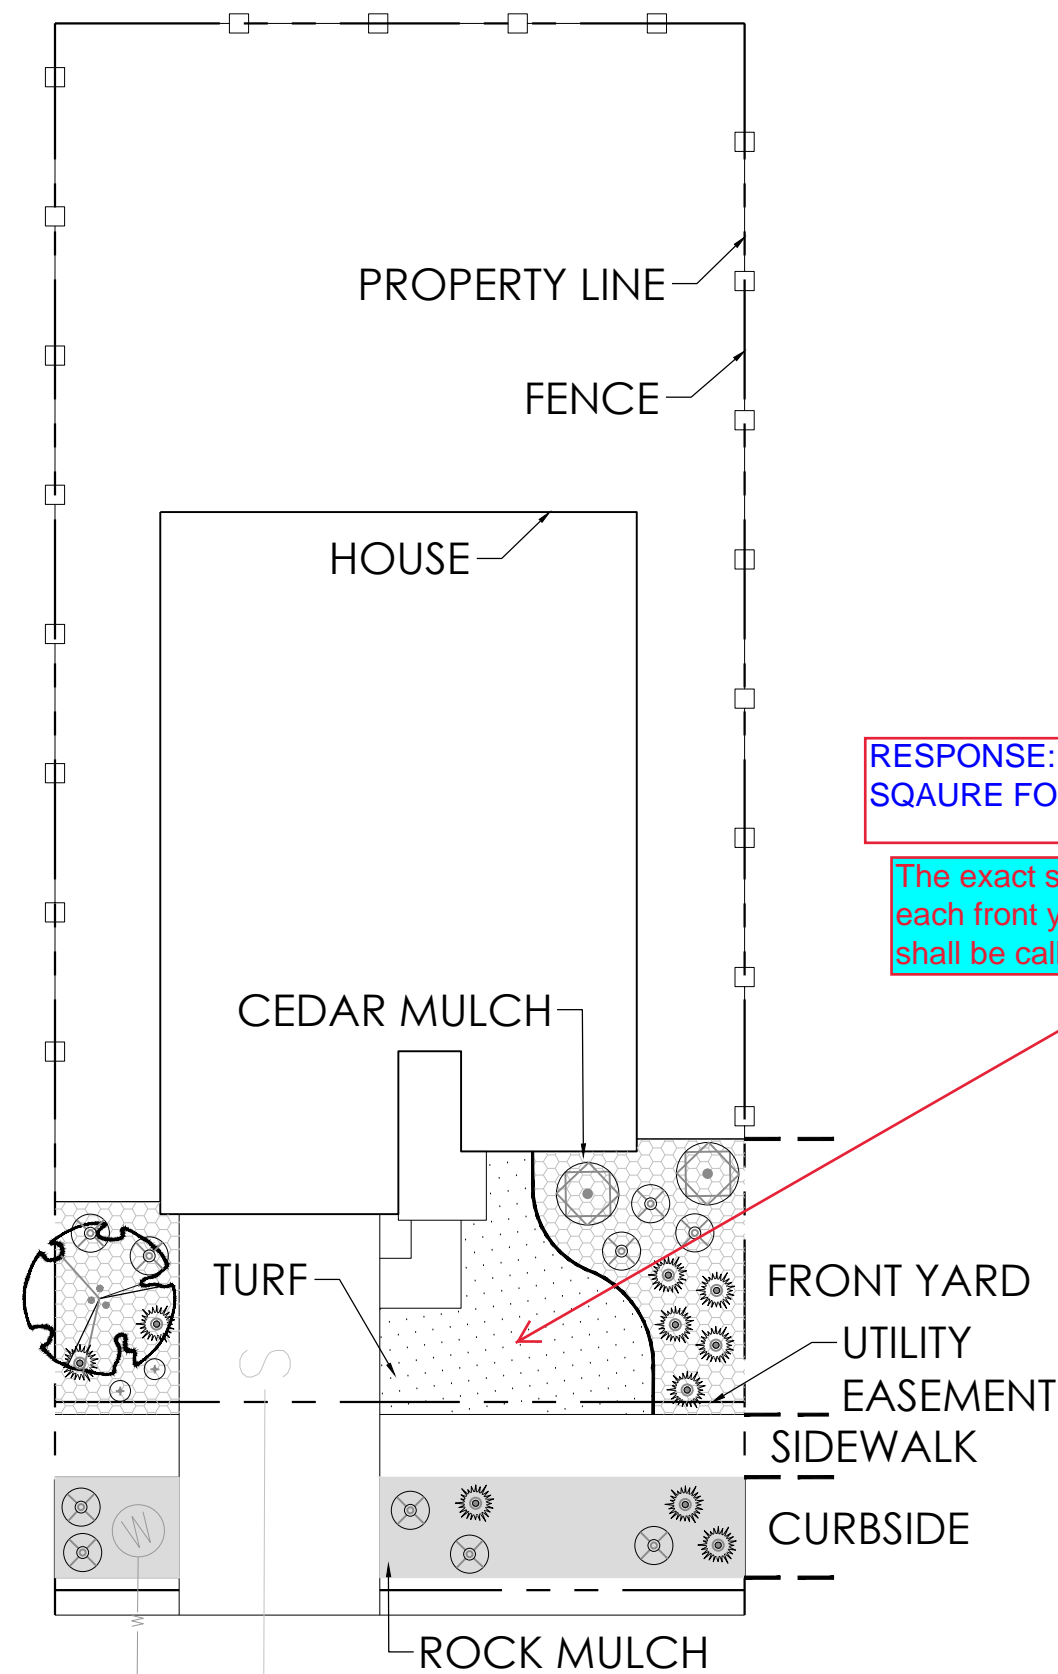 PROPERTY LINE
FENCE
HOUSE
RESPONSE:
SQAURE FO
The exact s
each front y
shall be call
CEDAR MULCH
TURF
FRONT YARD
UTILITY
EASEMENT
SIDEWALK
S
W
CURBSIDE
W
ROCK MULCH